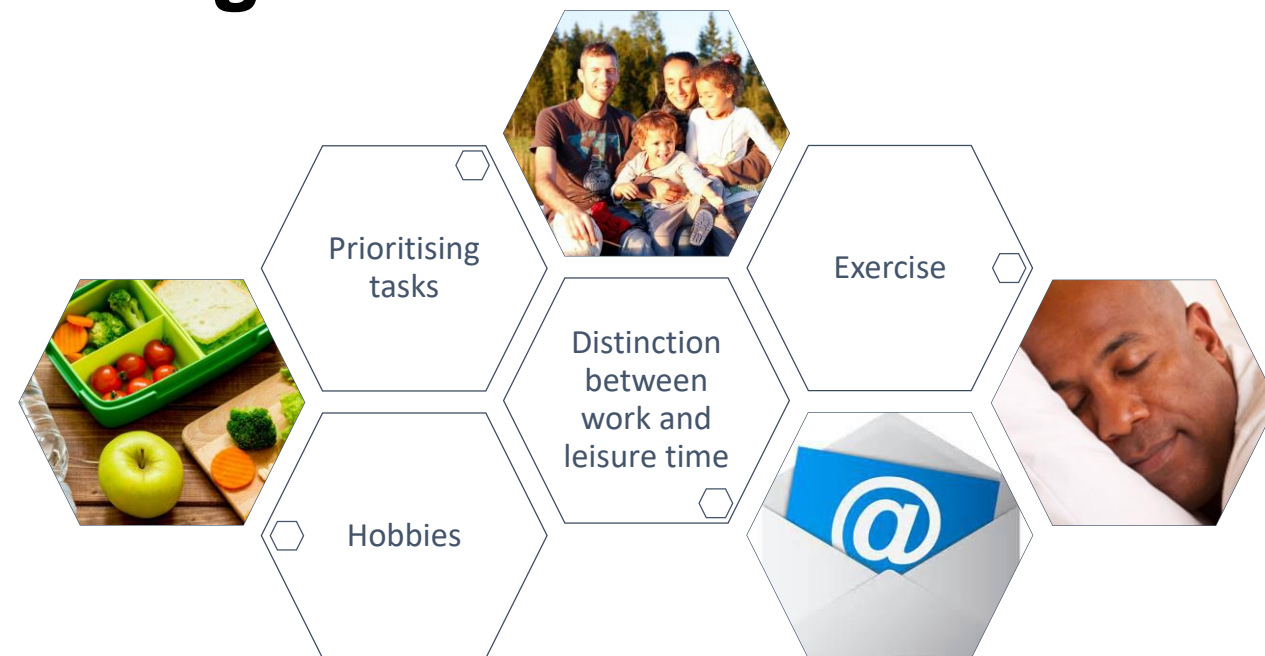 Prioritising
tasks
Exercise
Distinction
between
work and
leisure time
Hobbies
@